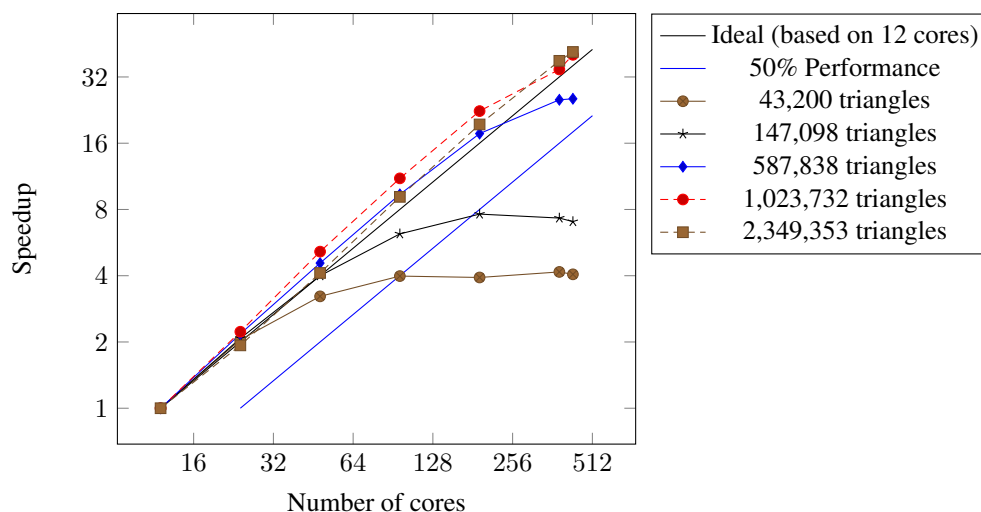 32
16
8
4
2
1
Speedup
16 32 64 128 256 512
Number of cores
Ideal (based on 12 cores)
50% Performance
43,200 triangles
147,098 triangles
587,838 triangles
1,023,732 triangles
2,349,353 triangles